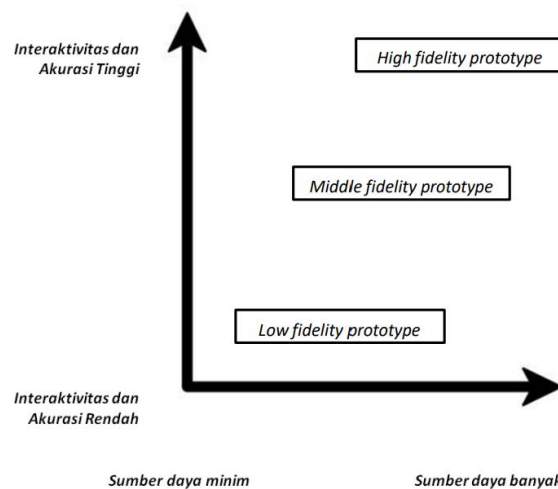 Interaktivitas dan
Akurasi Tinggi
High fidelity prototype
Middle fidelity prototype
Low fidelity prototype
Interaktivitas dan
Akurasi Rendah
Sumber daya minim
Sumber daya banyak